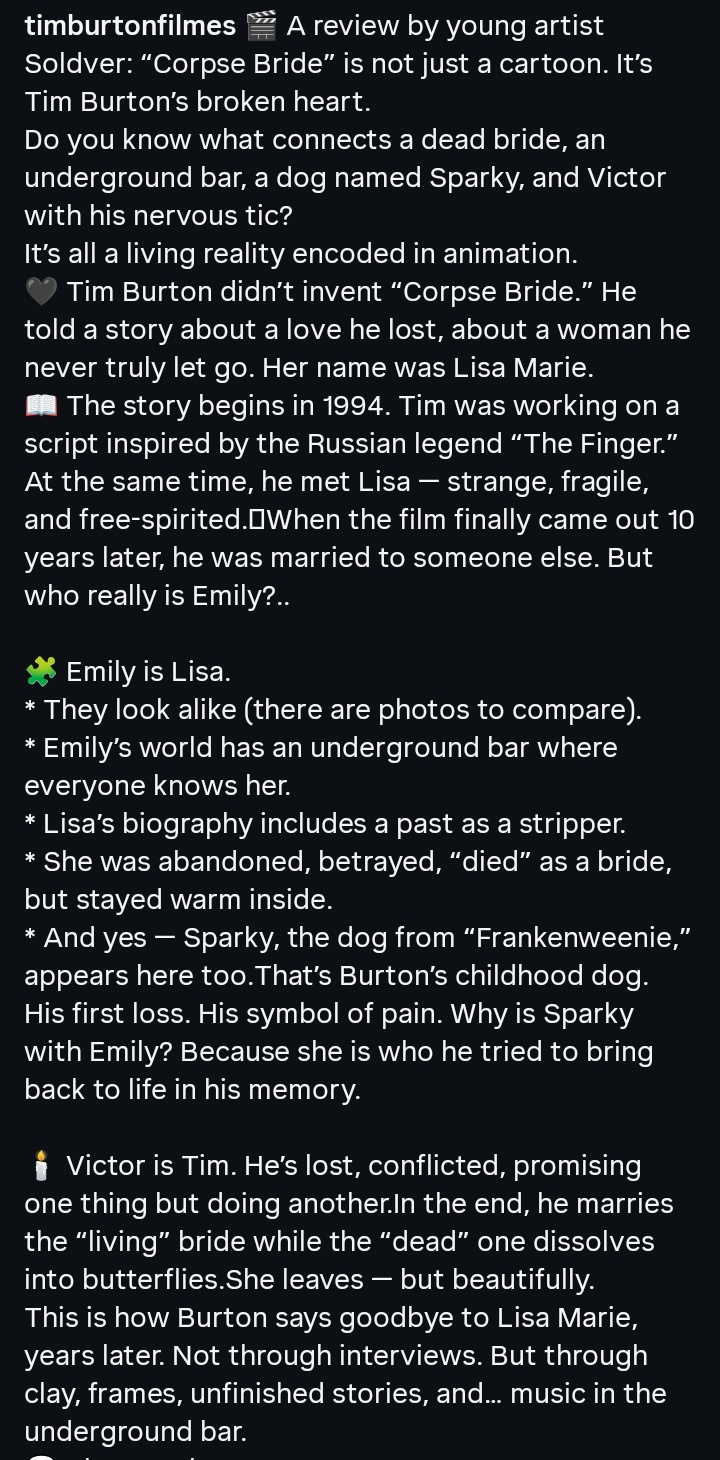 timburtonfilmes 🎬 A review by young artist
Soldver: “Corpse Bride” is not just a cartoon. It’s
Tim Burton’s broken heart.
Do you know what connects a dead bride, an
underground bar, a dog named Sparky, and Victor
with his nervous tic?
It’s all a living reality encoded in animation.
🖤 Tim Burton didn’t invent “Corpse Bride.” He
told a story about a love he lost, about a woman he
never truly let go. Her name was Lisa Marie.
📖 The story begins in 1994. Tim was working on a
script inspired by the Russian legend “The Finger.”
At the same time, he met Lisa — strange, fragile,
and free-spirited.When the film finally came out 10
years later, he was married to someone else. But
who really is Emily?..
🧩 Emily is Lisa.
* They look alike (there are photos to compare).
* Emily’s world has an underground bar where
everyone knows her.
* Lisa’s biography includes a past as a stripper.
* She was abandoned, betrayed, “died” as a bride,
but stayed warm inside.
* And yes — Sparky, the dog from “Frankenweenie,”
appears here too.That’s Burton’s childhood dog.
His first loss. His symbol of pain. Why is Sparky
with Emily? Because she is who he tried to bring
back to life in his memory.
🕯️ Victor is Tim. He’s lost, conflicted, promising
one thing but doing another.In the end, he marries
the “living” bride while the “dead” one dissolves
into butterflies.She leaves — but beautifully.
This is how Burton says goodbye to Lisa Marie,
years later. Not through interviews. But through
clay, frames, unfinished stories, and… music in the
underground bar.